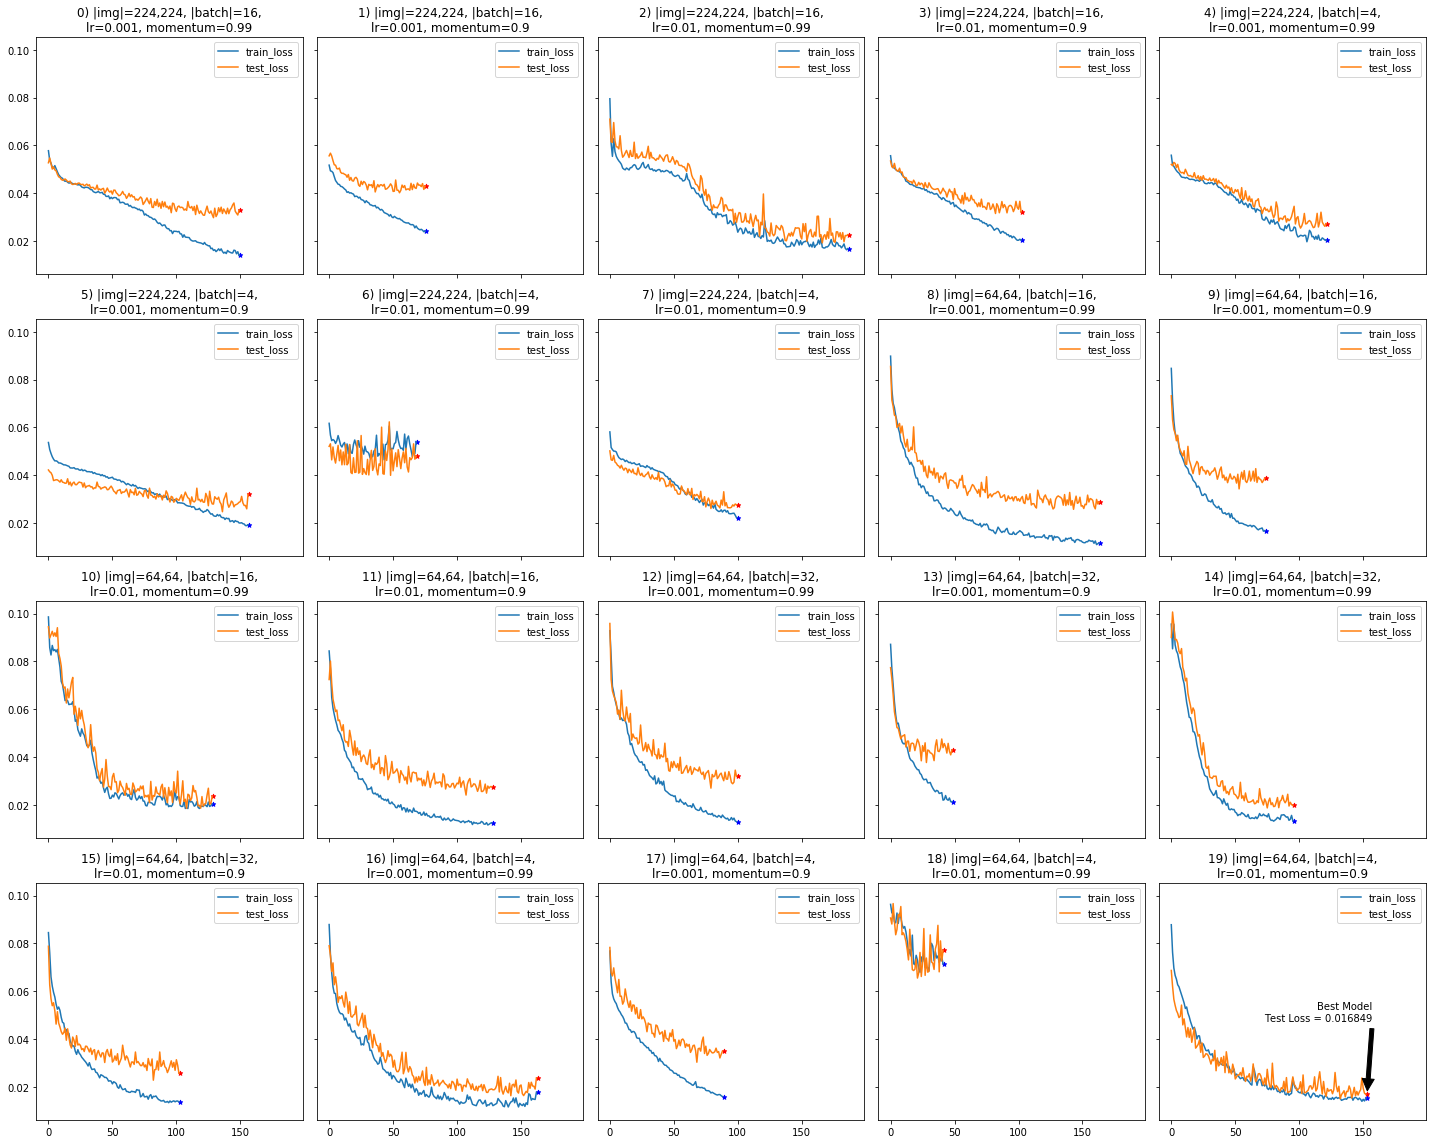 0) |img|=224,224, |batch|=16,
lr=0.001, momentum=0.99
1) |img|=224,224, |batch|=16,
lr=0.001, momentum=0.9
2) |img|=224,224, |batch|=16,
lr=0.01, momentum=0.99
3) |img|=224,224, |batch|=16,
lr=0.01, momentum=0.9
4) |img|=224,224, |batch|=4,
lr=0.001, momentum=0.99
0.10
0.08
0.06
0.04
0.02
train_loss
test_loss
train_loss
test_loss
train_loss
test_loss
train_loss
test_loss
train_loss
test_loss
5) |img|=224,224, |batch|=4,
lr=0.001, momentum=0.9
6) |img|=224,224, |batch|=4,
lr=0.01, momentum=0.99
7) |img|=224,224, |batch|=4,
lr=0.01, momentum=0.9
8) |img|=64,64, |batch|=16,
lr=0.001, momentum=0.99
9) |img|=64,64, |batch|=16,
lr=0.001, momentum=0.9
0.10
0.08
0.06
0.04
0.02
train_loss
test_loss
train_loss
test_loss
train_loss
test_loss
train_loss
test_loss
train_loss
test_loss
10) |img|=64,64, |batch|=16,
lr=0.01, momentum=0.99
11) |img|=64,64, |batch|=16,
lr=0.01, momentum=0.9
12) |img|=64,64, |batch|=32,
lr=0.001, momentum=0.99
13) |img|=64,64, |batch|=32,
lr=0.001, momentum=0.9
14) |img|=64,64, |batch|=32,
lr=0.01, momentum=0.99
0.10
0.08
0.06
0.04
0.02
train_loss
test_loss
train_loss
test_loss
train_loss
test_loss
train_loss
test_loss
train_loss
test_loss
15) |img|=64,64, |batch|=32,
lr=0.01, momentum=0.9
16) |img|=64,64, |batch|=4,
lr=0.001, momentum=0.99
17) |img|=64,64, |batch|=4,
lr=0.001, momentum=0.9
18) |img|=64,64, |batch|=4,
lr=0.01, momentum=0.99
19) |img|=64,64, |batch|=4,
lr=0.01, momentum=0.9
0.10
0.08
0.06
0.04
0.02
train_loss
test_loss
train_loss
test_loss
train_loss
test_loss
train_loss
test_loss
train_loss
test_loss
Best Model
Test Loss = 0.016849
0 50 100 150
0 50 100 150
0 50 100 150
0 50 100 150
0 50 100 150